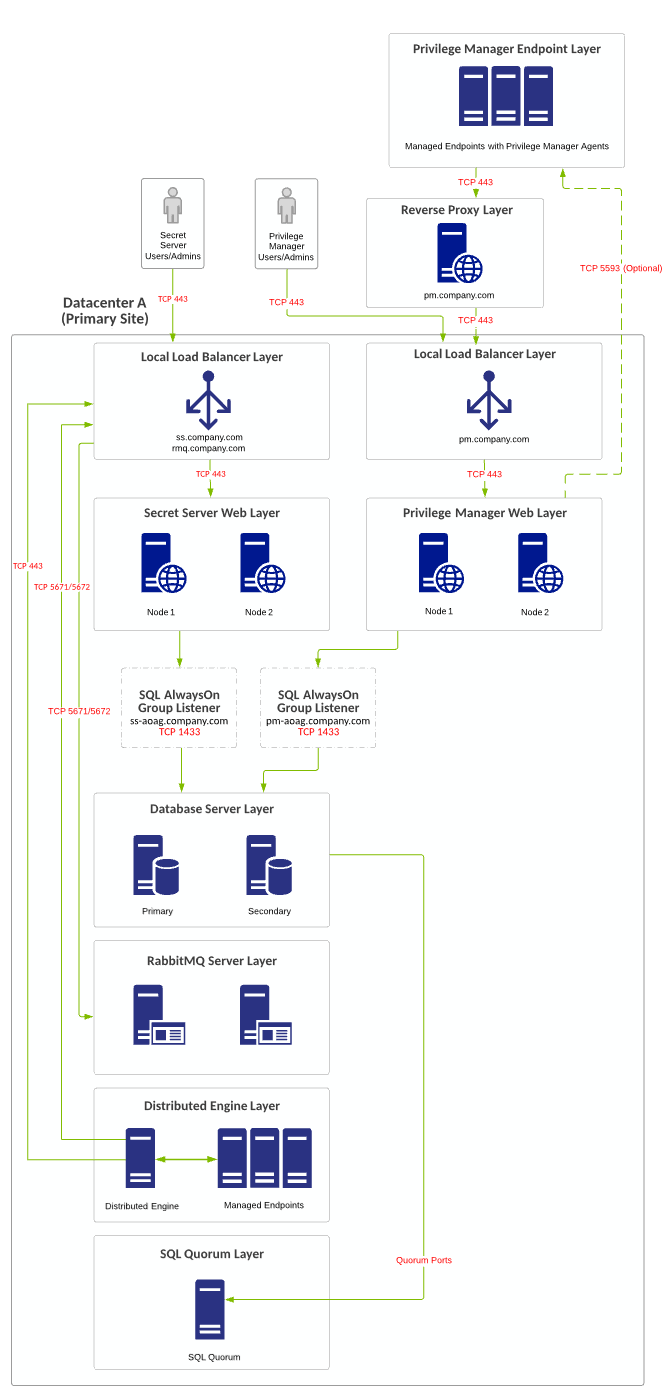 Privilege Manager Endpoint Layer
Managed Endpoints with Privilege Manager Agents
TCP 443
Secret
Server
Users/Admins
Privilege
Manager
Users/Admins
Reverse Proxy Layer
pm.company.com
TCP 5593 (Optional)
Datacenter A
(Primary Site)
TCP 443
TCP 443
TCP 443
Local Load Balancer Layer
ss.company.com
rmq.company.com
Local Load Balancer Layer
pm.company.com
TCP 443
TCP 443
Secret Server Web Layer
Node 1
Node 2
Privilege Manager Web Layer
Node 1
Node 2
TCP 443
TCP 5671/5672
TCP 5671/5672
SQL AlwaysOn
Group Listener
ss-aoag.company.com
TCP 1433
SQL AlwaysOn
Group Listener
pm-aoag.company.com
TCP 1433
Database Server Layer
Primary
Secondary
RabbitMQ Server Layer
Distributed Engine Layer
Distributed Engine
Managed Endpoints
SQL Quorum Layer
Quorum Ports
SQL Quorum